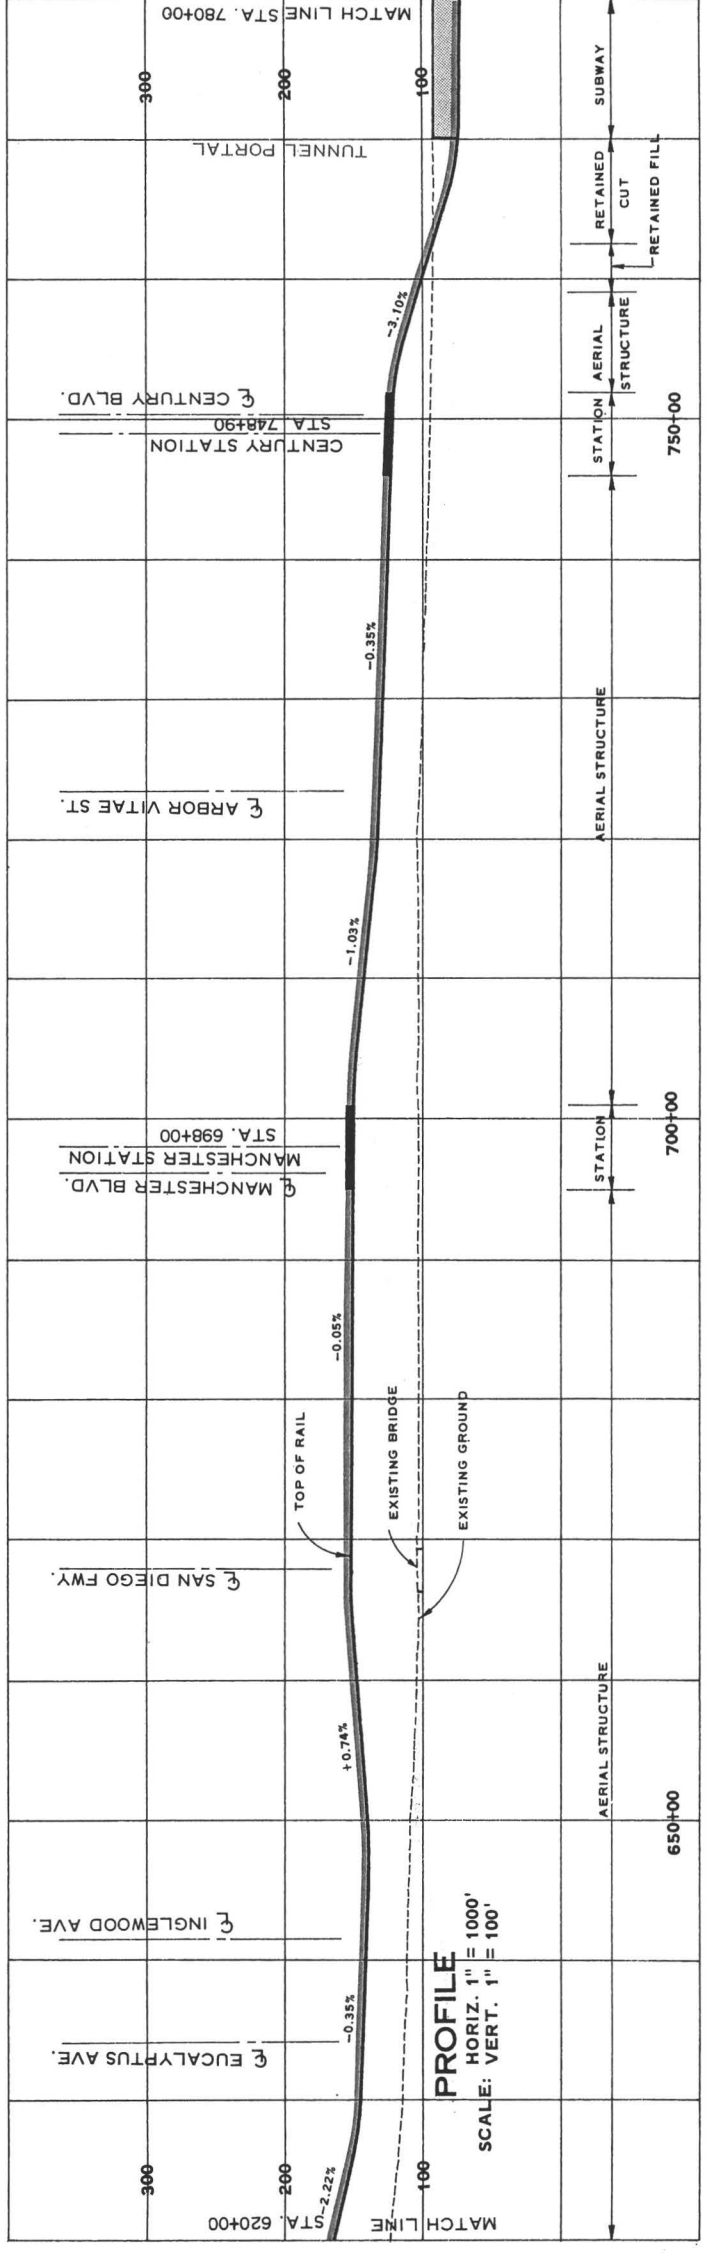 MATCH LINE STA. 620+00
300
200
100
-2.22%
℄ EUCALYPTUS AVE.
-0.35%
℄ INGLEWOOD AVE.
+0.74%
℄ SAN DIEGO FWY.
TOP OF RAIL
EXISTING BRIDGE
EXISTING GROUND
-0.05%
℄ MANCHESTER BLVD.
MANCHESTER STATION
STA. 698+00
-1.03%
℄ ARBOR VITAE ST.
-0.35%
CENTURY STATION
STA. 748+90
℄ CENTURY BLVD.
-3.10%
TUNNEL PORTAL
MATCH LINE STA. 780+00
300
200
100
PROFILE
SCALE: HORIZ. 1" = 1000'
VERT. 1" = 100'
AERIAL STRUCTURE
STATION
AERIAL STRUCTURE
STATION
AERIAL
STRUCTURE
RETAINED FILL
RETAINED
CUT
SUBWAY
650+00
700+00
750+00